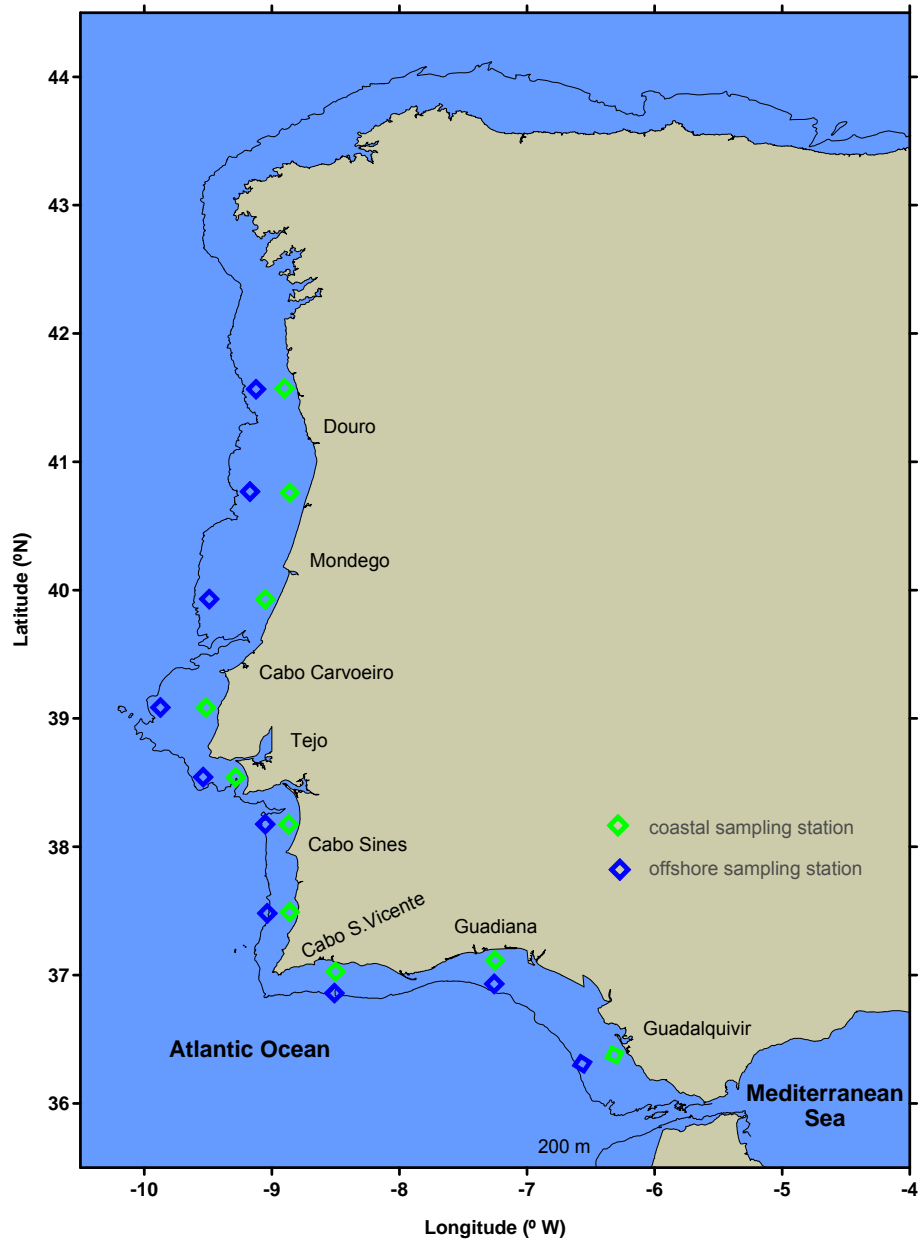 44
43
42
41
40
39
38
37
36
Latitude (ºN)
Douro
Mondego
Cabo Carvoeiro
Tejo
coastal sampling station
Cabo Sines
offshore sampling station
Cabo S.Vicente
Guadiana
Guadalquivir
Atlantic Ocean
Mediterranean
Sea
200 m
-10
-9
-8
-7
-6
-5
-4
Longitude (º W)